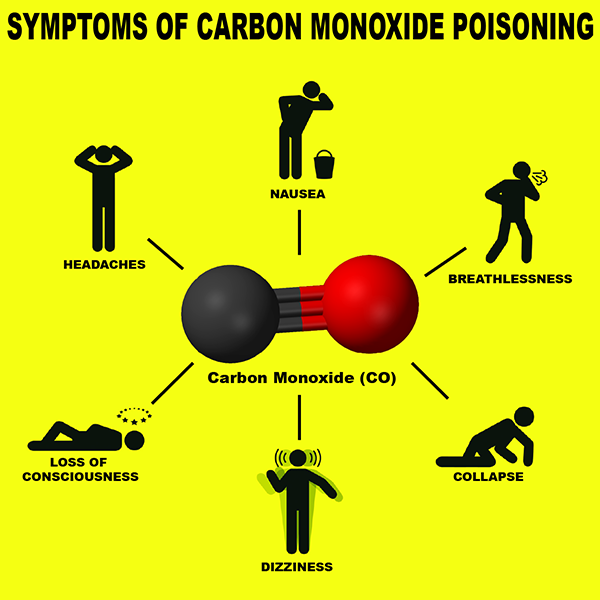 SYMPTOMS OF CARBON MONOXIDE POISONING
NAUSEA
HEADACHES
BREATHLESSNESS
Carbon Monoxide (CO)
LOSS OF
CONSCIOUSNESS
COLLAPSE
DIZZINESS